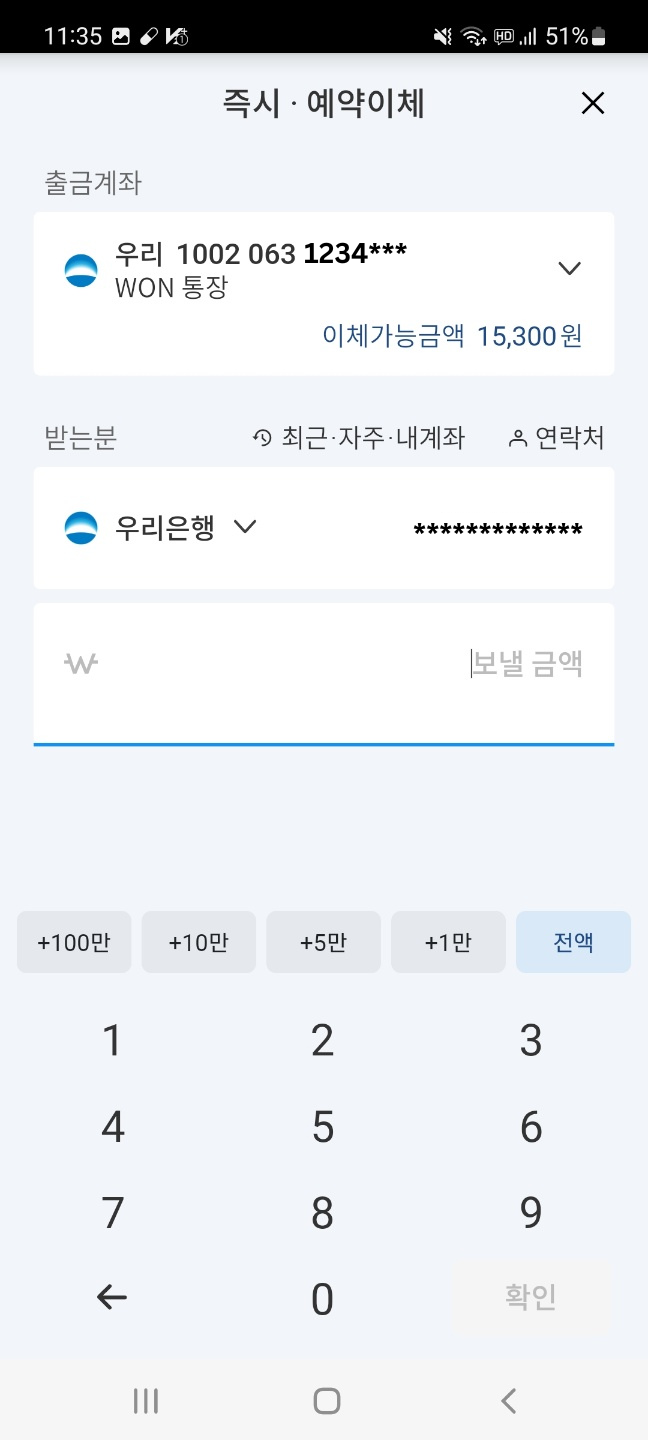 11:35 HD 51%
즉시 · 예약이체
출금계좌
우리 1002 063 1234***
WON 통장
이체가능금액 15,300원
받는분 최근·자주·내계좌 연락처
우리은행 *************
₩ 보낼 금액
+100만 +10만 +5만 +1만 전액
1 2 3
4 5 6
7 8 9
0 확인